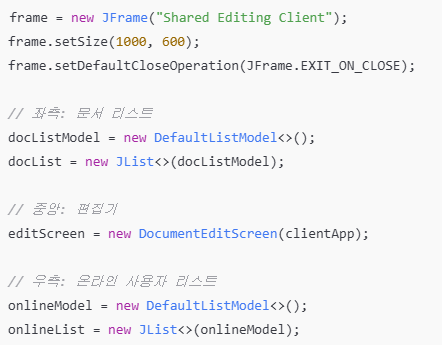 frame = new JFrame("Shared Editing Client");
frame.setSize(1000, 600);
frame.setDefaultCloseOperation(JFrame.EXIT_ON_CLOSE);
// 좌측: 문서 리스트
docListModel = new DefaultListModel<>();
docList = new JList<>(docListModel);
// 중앙: 편집기
editScreen = new DocumentEditScreen(clientApp);
// 우측: 온라인 사용자 리스트
onlineModel = new DefaultListModel<>();
onlineList = new JList<>(onlineModel);